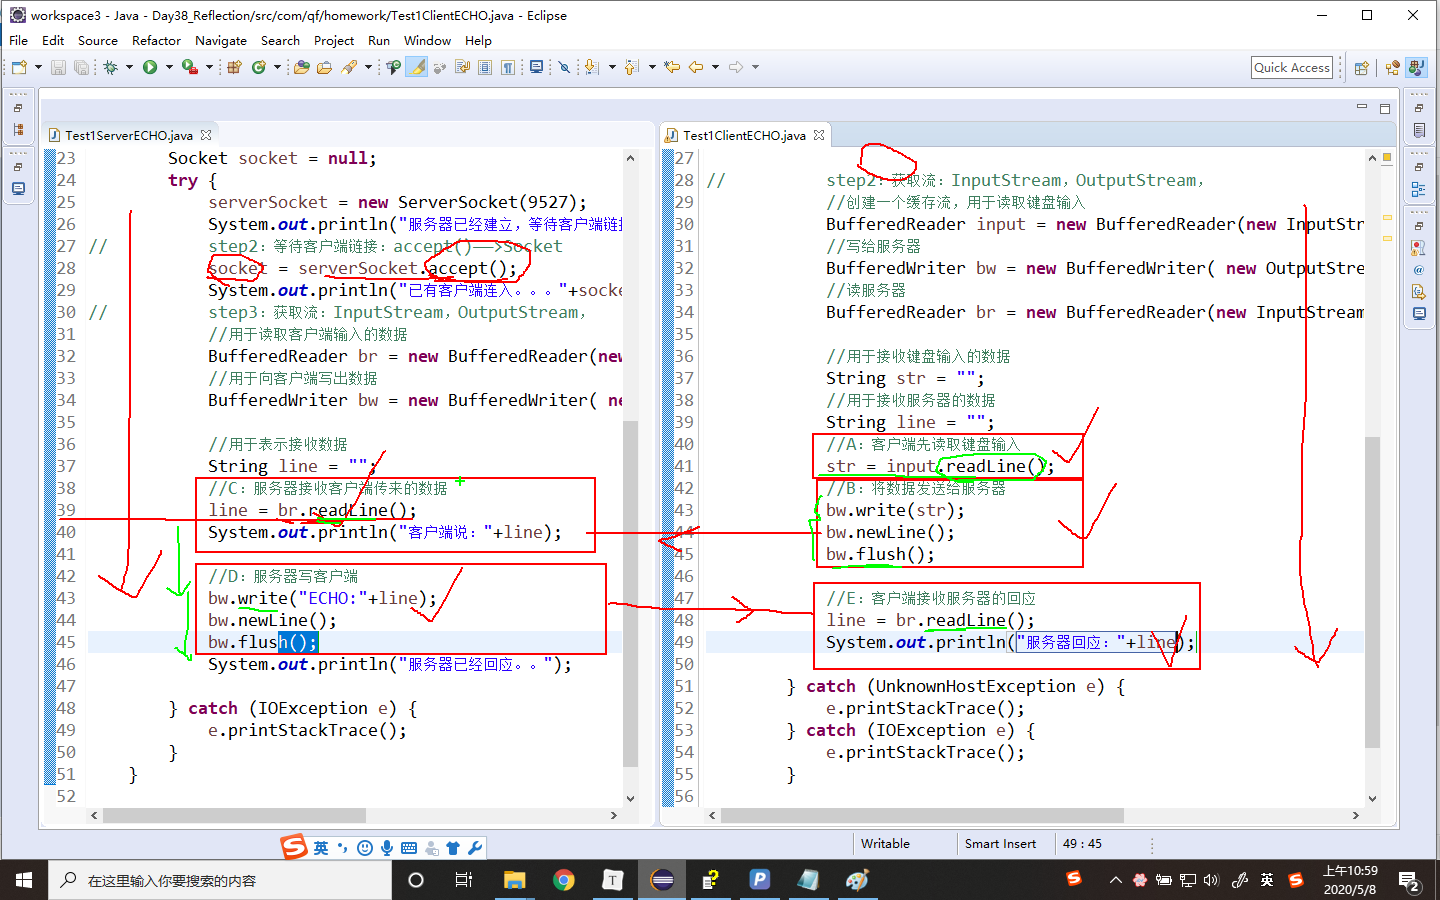 workspace3 - Java - Day38_Reflection/src/com/qf/homework/Test1ClientECHO.java - Eclipse
File Edit Source Refactor Navigate Search Project Run Window Help
Quick Access
Test1ServerECHO.java
23 Socket socket = null;
24 try {
25 serverSocket = new ServerSocket(9527);
26 System.out.println("服务器已经建立，等待客户端链接
27 // step2：等待客户端链接：accept()——>Socket
28 socket = serverSocket.accept();
29 System.out.println("已有客户端连入。。。"+socke
30 // step3：获取流：InputStream，OutputStream，
31 //用于读取客户端输入的数据
32 BufferedReader br = new BufferedReader(new
33 //用于向客户端写出数据
34 BufferedWriter bw = new BufferedWriter( ne
35
36 //用于表示接收数据
37 String line = "";
38 //C：服务器接收客户端传来的数据
39 line = br.readLine();
40 System.out.println("客户端说："+line);
41
42 //D：服务器写客户端
43 bw.write("ECHO:"+line);
44 bw.newLine();
45 bw.flush();
46 System.out.println("服务器已经回应。。");
47
48 } catch (IOException e) {
49 e.printStackTrace();
50 }
51 }
52
Test1ClientECHO.java
27
28 // step2：获取流：InputStream，OutputStream，
29 //创建一个缓存流，用于读取键盘输入
30 BufferedReader input = new BufferedReader(new InputStr
31 //写给服务器
32 BufferedWriter bw = new BufferedWriter( new OutputStre
33 //读服务器
34 BufferedReader br = new BufferedReader(new InputStream
35
36 //用于接收键盘输入的数据
37 String str = "";
38 //用于接收服务器的数据
39 String line = "";
40 //A：客户端先读取键盘输入
41 str = input.readLine();
42 //B：将数据发送给服务器
43 bw.write(str);
44 bw.newLine();
45 bw.flush();
46
47 //E：客户端接收服务器的回应
48 line = br.readLine();
49 System.out.println("服务器回应："+line);
50
51 } catch (UnknownHostException e) {
52 e.printStackTrace();
53 } catch (IOException e) {
54 e.printStackTrace();
55 }
56
英
Writable Smart Insert 49 : 45
在这里输入你要搜索的内容
英
上午10:59
2020/5/8
2